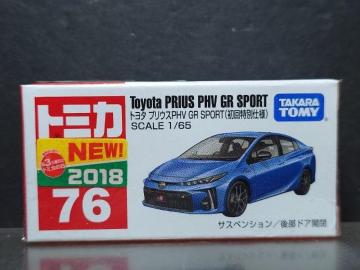 トミカ
NEW!
2018
76
Toyota PRIUS PHV GR SPORT
トヨタ プリウスPHV GR SPORT(初回特別仕様)
SCALE 1/65
TAKARA TOMY
サスペンション/後部ドア開閉